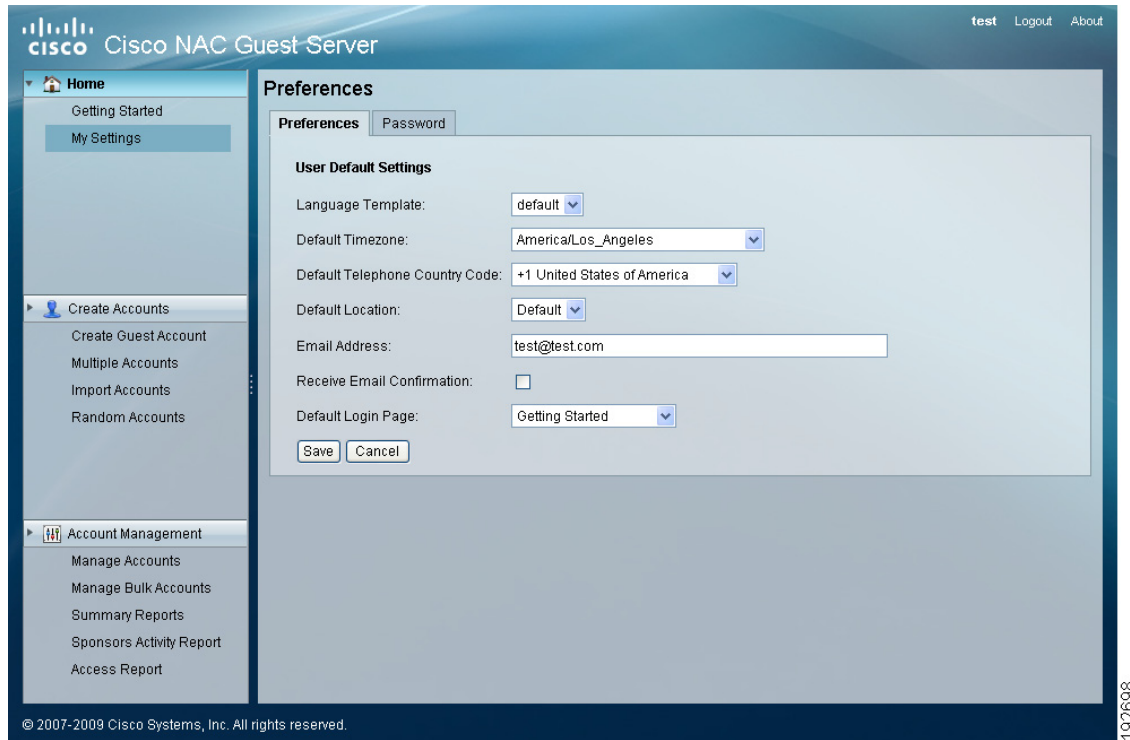 test Logout About
CISCO Cisco NAC Guest Server
Home
Getting Started
My Settings
Create Accounts
Create Guest Account
Multiple Accounts
Import Accounts
Random Accounts
Account Management
Manage Accounts
Manage Bulk Accounts
Summary Reports
Sponsors Activity Report
Access Report
Preferences
Preferences Password
User Default Settings
Language Template: default
Default Timezone: America/Los_Angeles
Default Telephone Country Code: +1 United States of America
Default Location: Default
Email Address: test@test.com
Receive Email Confirmation:
Default Login Page: Getting Started
Save Cancel
© 2007-2009 Cisco Systems, Inc. All rights reserved.
192698